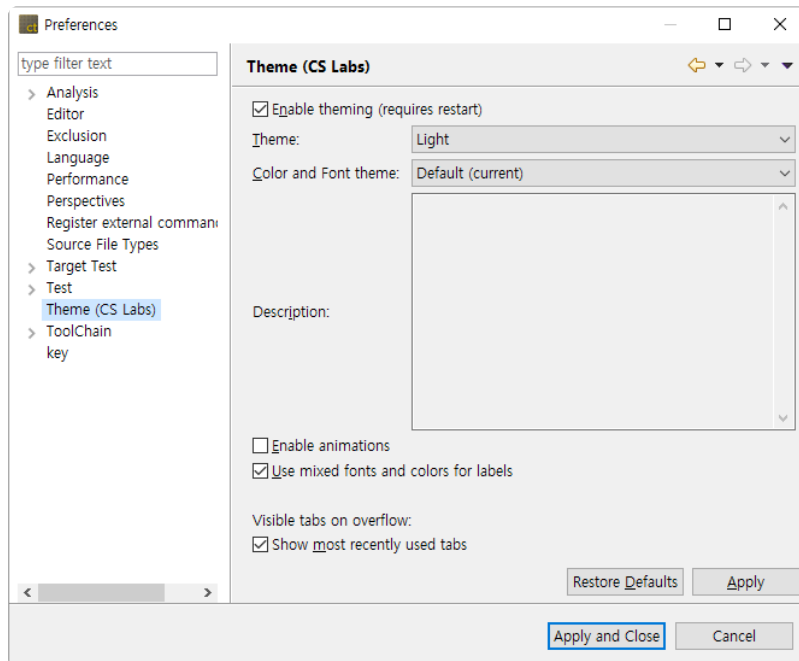 ct Preferences
type filter text
Analysis
Editor
Exclusion
Language
Performance
Perspectives
Register external comman
Source File Types
Target Test
Test
Theme (CS Labs)
ToolChain
key
Theme (CS Labs)
Enable theming (requires restart)
Theme: Light
Color and Font theme: Default (current)
Description:
Enable animations
Use mixed fonts and colors for labels
Visible tabs on overflow:
Show most recently used tabs
Restore Defaults Apply
Apply and Close Cancel